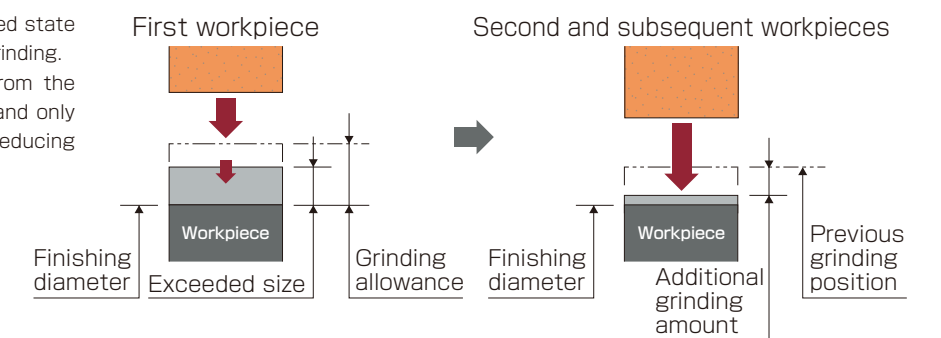 ed state
rinding.
rom the
and only
educing
First workpiece
Second and subsequent workpieces
Workpiece
Finishing
diameter
Exceeded size
Grinding
allowance
Workpiece
Finishing
diameter
Additional
grinding
amount
Previous
grinding
position